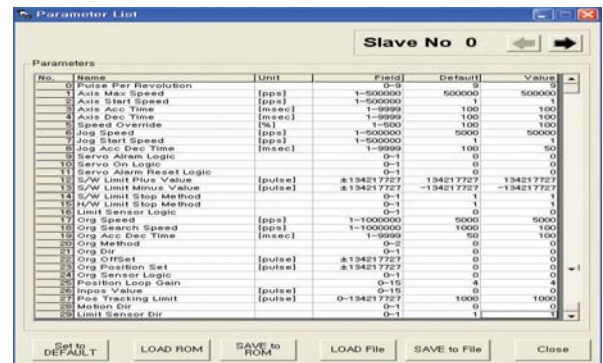 Parameter List
Slave No 0
Parameters
No. Name Unit Field Default Value
0 Pulse Per Revolution 0~9 9 9
1 Axis Max Speed [pps] 1~500000 500000 500000
2 Axis Start Speed [pps] 1~500000 1 1
3 Axis Acc Time [msec] 1~9999 100 100
4 Axis Dec Time [msec] 1~9999 100 100
5 Speed Override [%] 1~500 100 100
6 Jog Speed [pps] 1~500000 5000 50000
7 Jog Start Speed [pps] 1~500000 1 1
8 Jog Acc Dec Time [msec] 1~9999 100 50
9 Servo Alram Logic 0~1 0 0
10 Servo On Logic 0~1 0 0
11 Servo Alarm Reset Logic 0~1 0 0
12 S/W Limit Plus Value [pulse] ±134217727 134217727 134217727
13 S/W Limit Minus Value [pulse] ±134217727 -134217727 -134217727
14 S/W Limit Stop Method 0~1 1 1
15 H/W Limit Stop Method 0~1 1 1
16 Limit Sensor Logic 0~1 0 0
17 Org Speed [pps] 1~1000000 5000 5000
18 Org Search Speed [pps] 1~1000000 1000 100
19 Org Acc Dec Time [msec] 1~9999 50 100
20 Org Method 0~2 0 0
21 Org Dir 0~1 0 0
22 Org OffSet [pulse] ±134217727 0 0
23 Org Position Set [pulse] ±134217727 0 0
24 Org Sensor Logic 0~1 0 0
25 Position Loop Gain 0~15 4 4
26 Inpos Value [pulse] 0~15 0 0
27 Pos Tracking Limit [pulse] 0~134217727 1000 1000
28 Motion Dir 0~1 0 0
29 Limit Sensor Dir 0~1 1 1
Set to DEFAULT LOAD ROM SAVE to ROM LOAD File SAVE to File Close